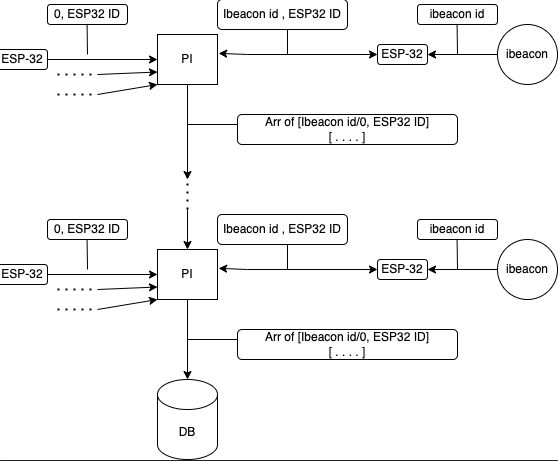 0, ESP32 ID
Ibeacon id , ESP32 ID
ibeacon id
ESP-32
PI
ESP-32
ibeacon
. . . . .
. . . . .
Arr of [Ibeacon id/0, ESP32 ID]
[ . . . . ]
0, ESP32 ID
Ibeacon id , ESP32 ID
ibeacon id
ESP-32
PI
ESP-32
ibeacon
. . . . .
. . . . .
Arr of [Ibeacon id/0, ESP32 ID]
[ . . . . ]
DB